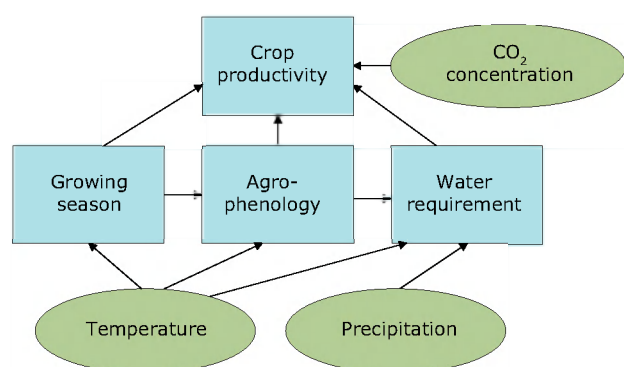 Crop
productivity
CO₂
concentration
Growing
season
Agro-
phenology
Water
requirement
Temperature
Precipitation